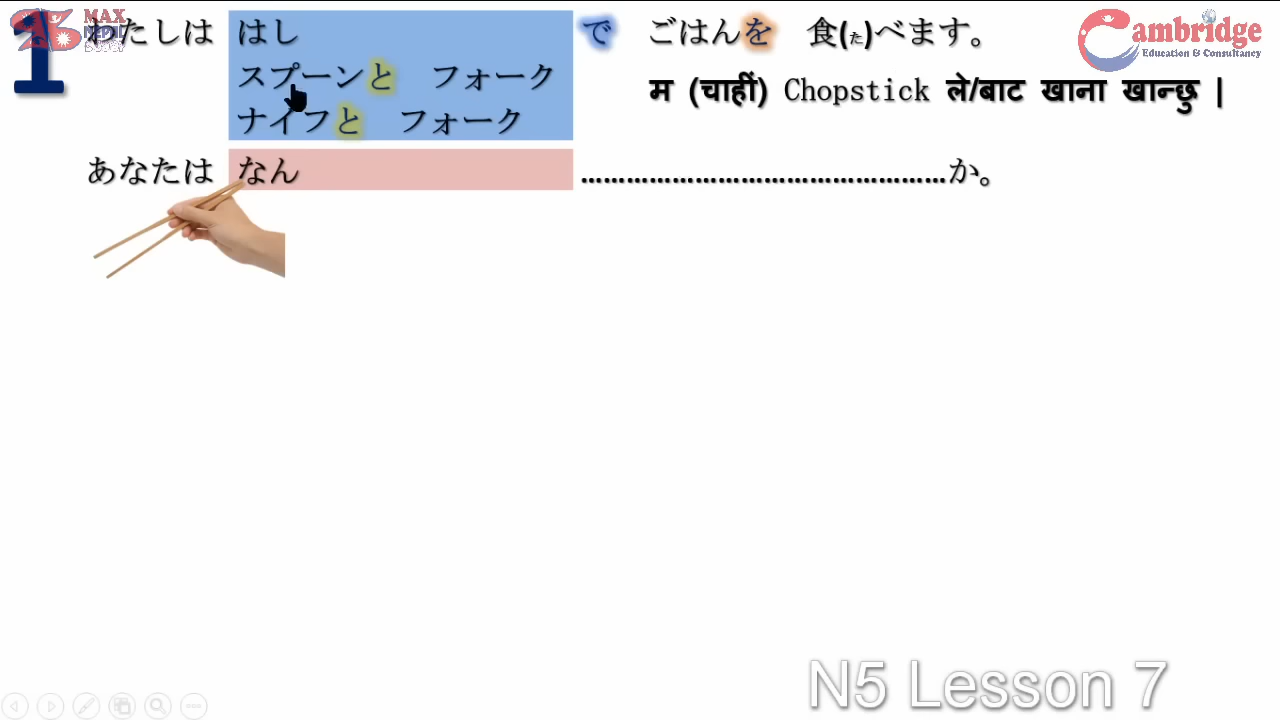 1
MAX
NEPAL
Cambridge
Education & Consultancy
わたしは はし で ごはんを 食(た)べます。
スプーンと フォーク
म (चाहीं) Chopstick ले/बाट खाना खान्छु |
ナイフと フォーク
あなたは なん ................................................か。
N5 Lesson 7